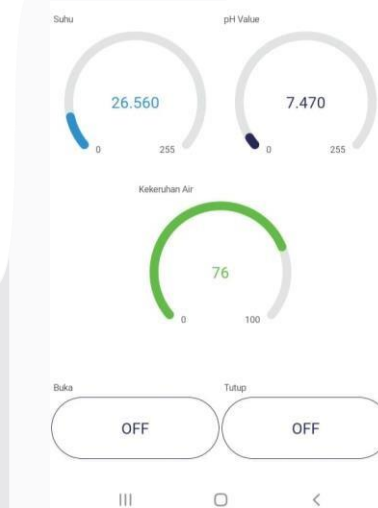 Suhu
pH Value
26.560
7.470
0
255
0
255
Kekeruhan Air
76
0
100
Buka
Tutup
OFF
OFF